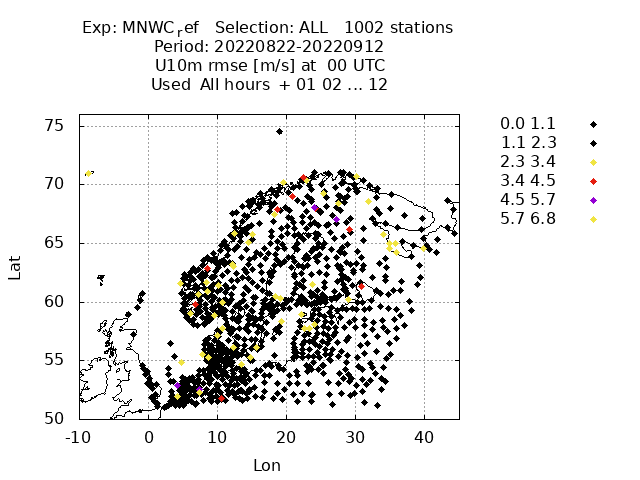 Exp: MNWC_ref   Selection: ALL   1002 stations
Period: 20220822-20220912
U10m rmse [m/s] at  00 UTC
Used  All hours  + 01 02 ... 12
75
70
65
60
55
50
Lat
-10 0 10 20 30 40
Lon
0.0 1.1
1.1 2.3
2.3 3.4
3.4 4.5
4.5 5.7
5.7 6.8